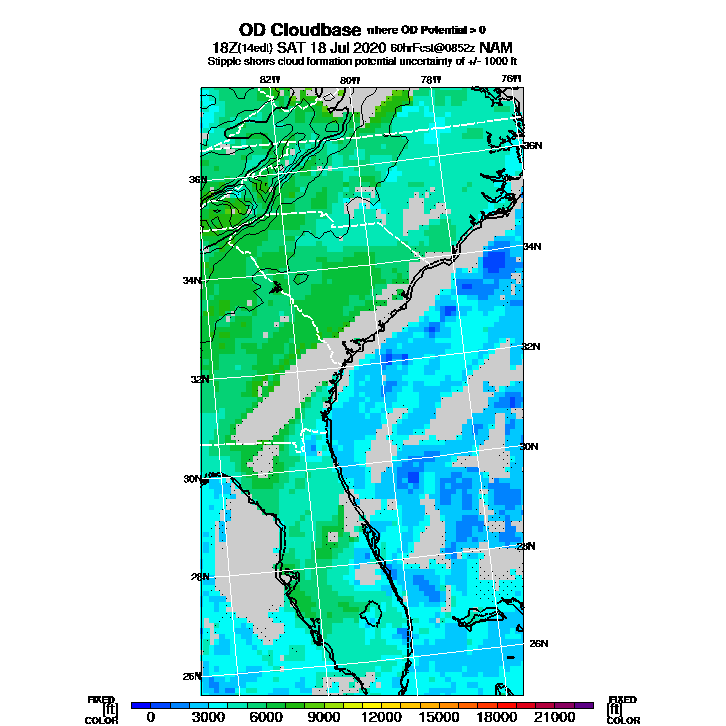 OD Cloudbase where OD Potential > 0
18Z(14edt) SAT 18 Jul 2020 60hrFcst@0852z NAM
Stipple shows cloud formation potential uncertainty of +/- 1000 ft
82W 80W 78W 76W
36N
36N
34N
34N
32N
32N
30N
30N
28N
28N
26N
26N
FIXED FIXED
[ft] [ft]
COLOR 0 3000 6000 9000 12000 15000 18000 21000 COLOR